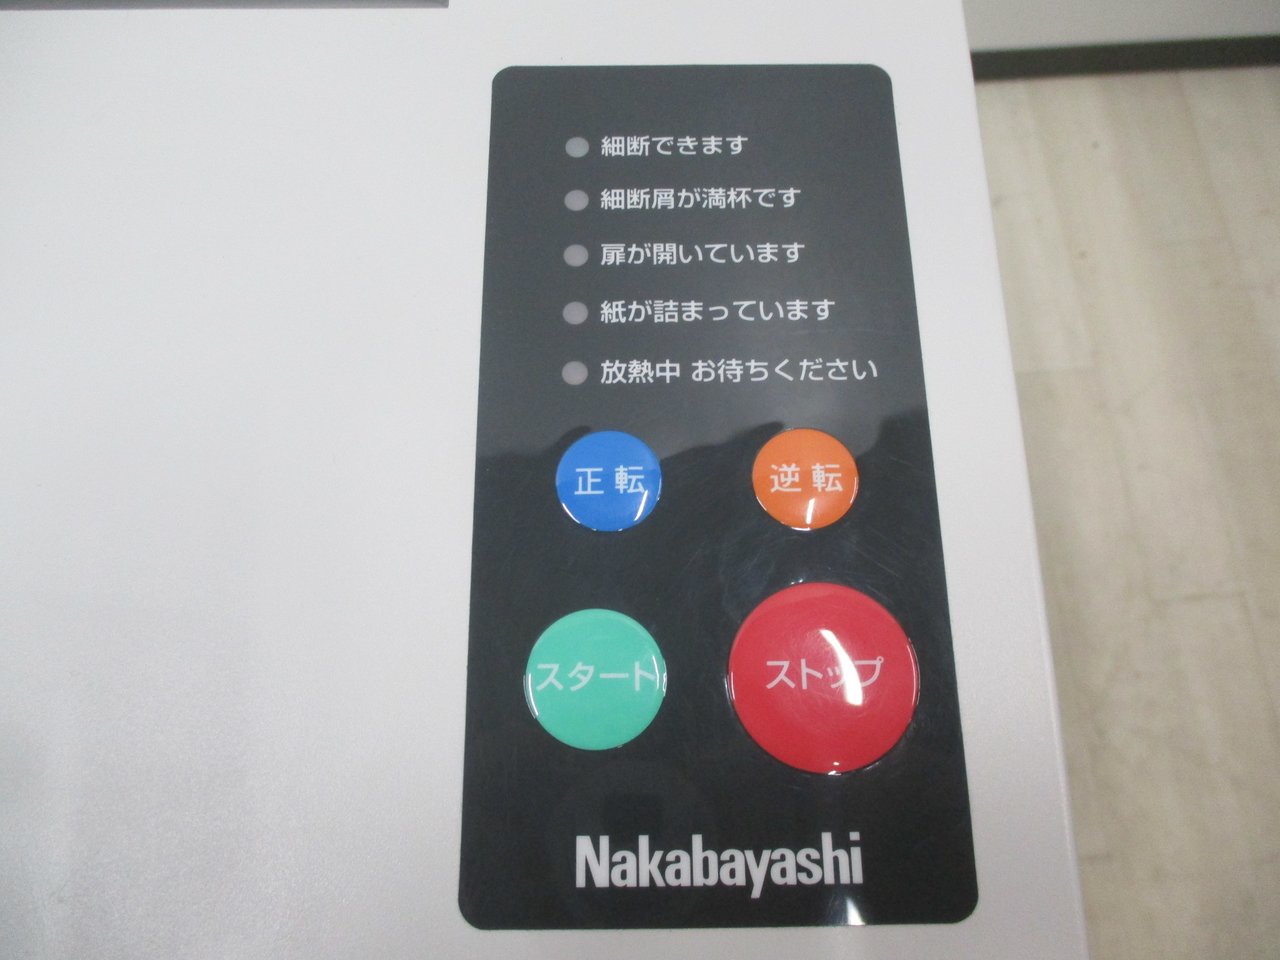 細断できます
細断屑が満杯です
扉が開いています
紙が詰まっています
放熱中 お待ちください
正転
逆転
スタート
ストップ
Nakabayashi